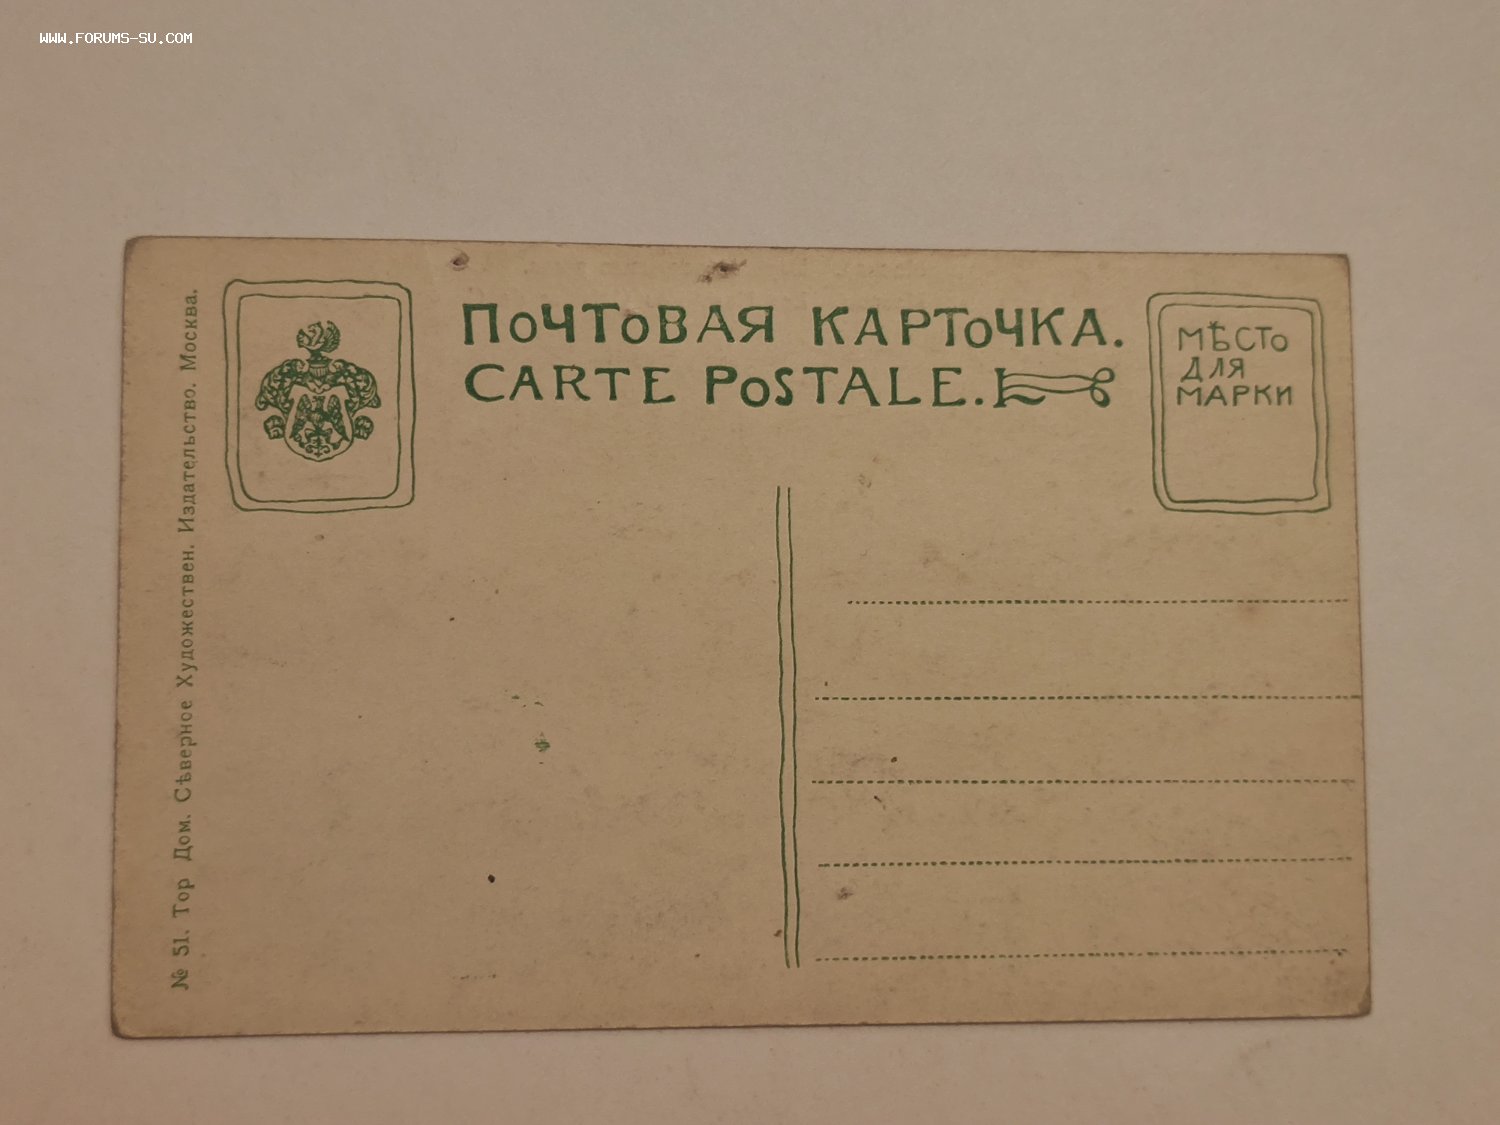 WWW.FORUMS-SU.COM
ПОЧТОВАЯ КАРТОЧКА.
CARTE POSTALE.
МѢСТО
ДЛЯ
МАРКИ
№ 51. Тор Дом. Сѣверное Художествен. Издательство. Москва.